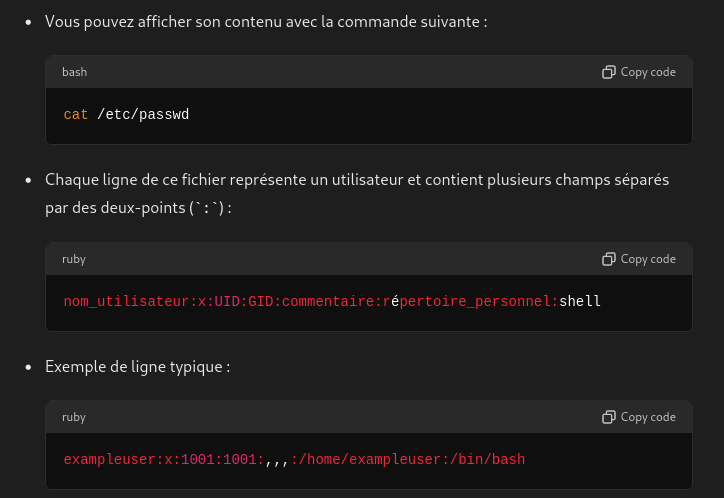 • Vous pouvez afficher son contenu avec la commande suivante :
bash Copy code
cat /etc/passwd
• Chaque ligne de ce fichier représente un utilisateur et contient plusieurs champs séparés
par des deux-points (`:`) :
ruby Copy code
nom_utilisateur:x:UID:GID:commentaire:répertoire_personnel:shell
• Exemple de ligne typique :
ruby Copy code
exampleuser:x:1001:1001:,,,:/home/exampleuser:/bin/bash